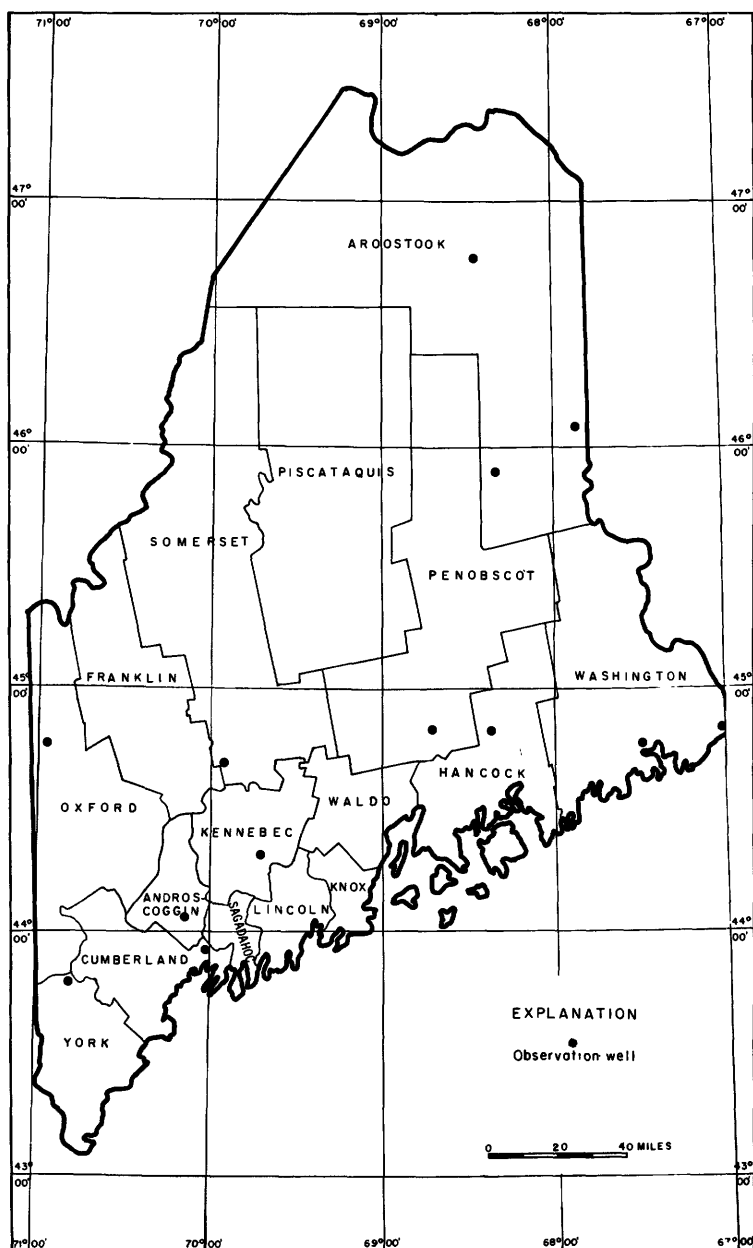 71°00' 70°00' 69°00' 68°00' 67°00'
47° 00' 47° 00'
AROOSTOOK
46° 00' 46° 00'
PISCATAQUIS
SOMERSET
PENOBSCOT
FRANKLIN
WASHINGTON
45° 00' 45° 00'
HANCOCK
WALDO
OXFORD
KENNEBEC
KNOX
ANDROS-
COGGIN
SAGADAHOC
LINCOLN
44° 00' 44° 00'
CUMBERLAND
YORK
EXPLANATION
Observation well
0 20 40 MILES
43° 00' 43° 00'
71°00' 70°00' 69°00' 68°00' 67°00'